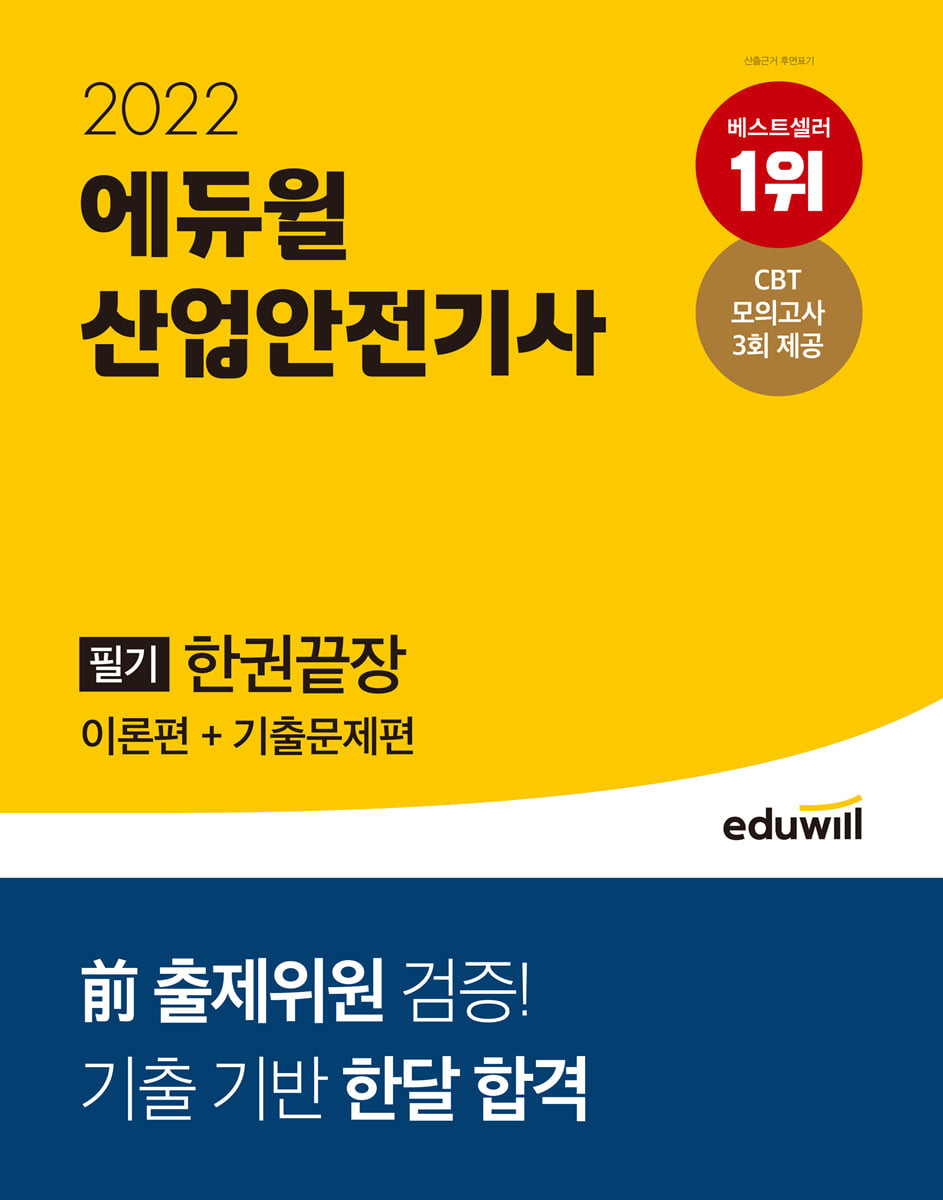 산출근거 후면표기
2022
에듀윌
산업안전기사
베스트셀러
1위
CBT
모의고사
3회 제공
필기 한권끝장
이론편 + 기출문제편
eduwill
前 출제위원 검증!
기출 기반 한달 합격